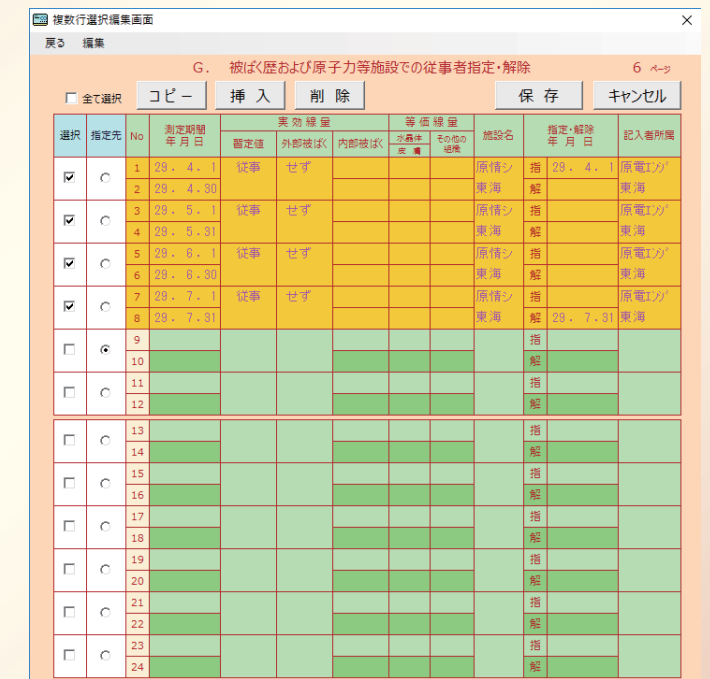 複数行選択編集画面
戻る 編集
G. 被ばく歴および原子力等施設での従事者指定・解除 6 ページ
全て選択 コピー 挿入 削除 保存 キャンセル
選択 指定先 No 測定期間 年月日 実効線量 等価線量 施設名 指定・解除 年月日 記入者所属
暫定値 外部被ばく 内部被ばく 水晶体 皮膚 その他の組織
1 29. 4. 1 従事 せず 原情シ 指 29. 4. 1 原電エンジ
2 29. 4.30 東海 解 東海
3 29. 5. 1 従事 せず 原情シ 指 原電エンジ
4 29. 5.31 東海 解 東海
5 29. 6. 1 従事 せず 原情シ 指 原電エンジ
6 29. 6.30 東海 解 東海
7 29. 7. 1 従事 せず 原情シ 指 原電エンジ
8 29. 7.31 東海 解 29. 7.31 東海
9 指
10 解
11 指
12 解
13 指
14 解
15 指
16 解
17 指
18 解
19 指
20 解
21 指
22 解
23 指
24 解